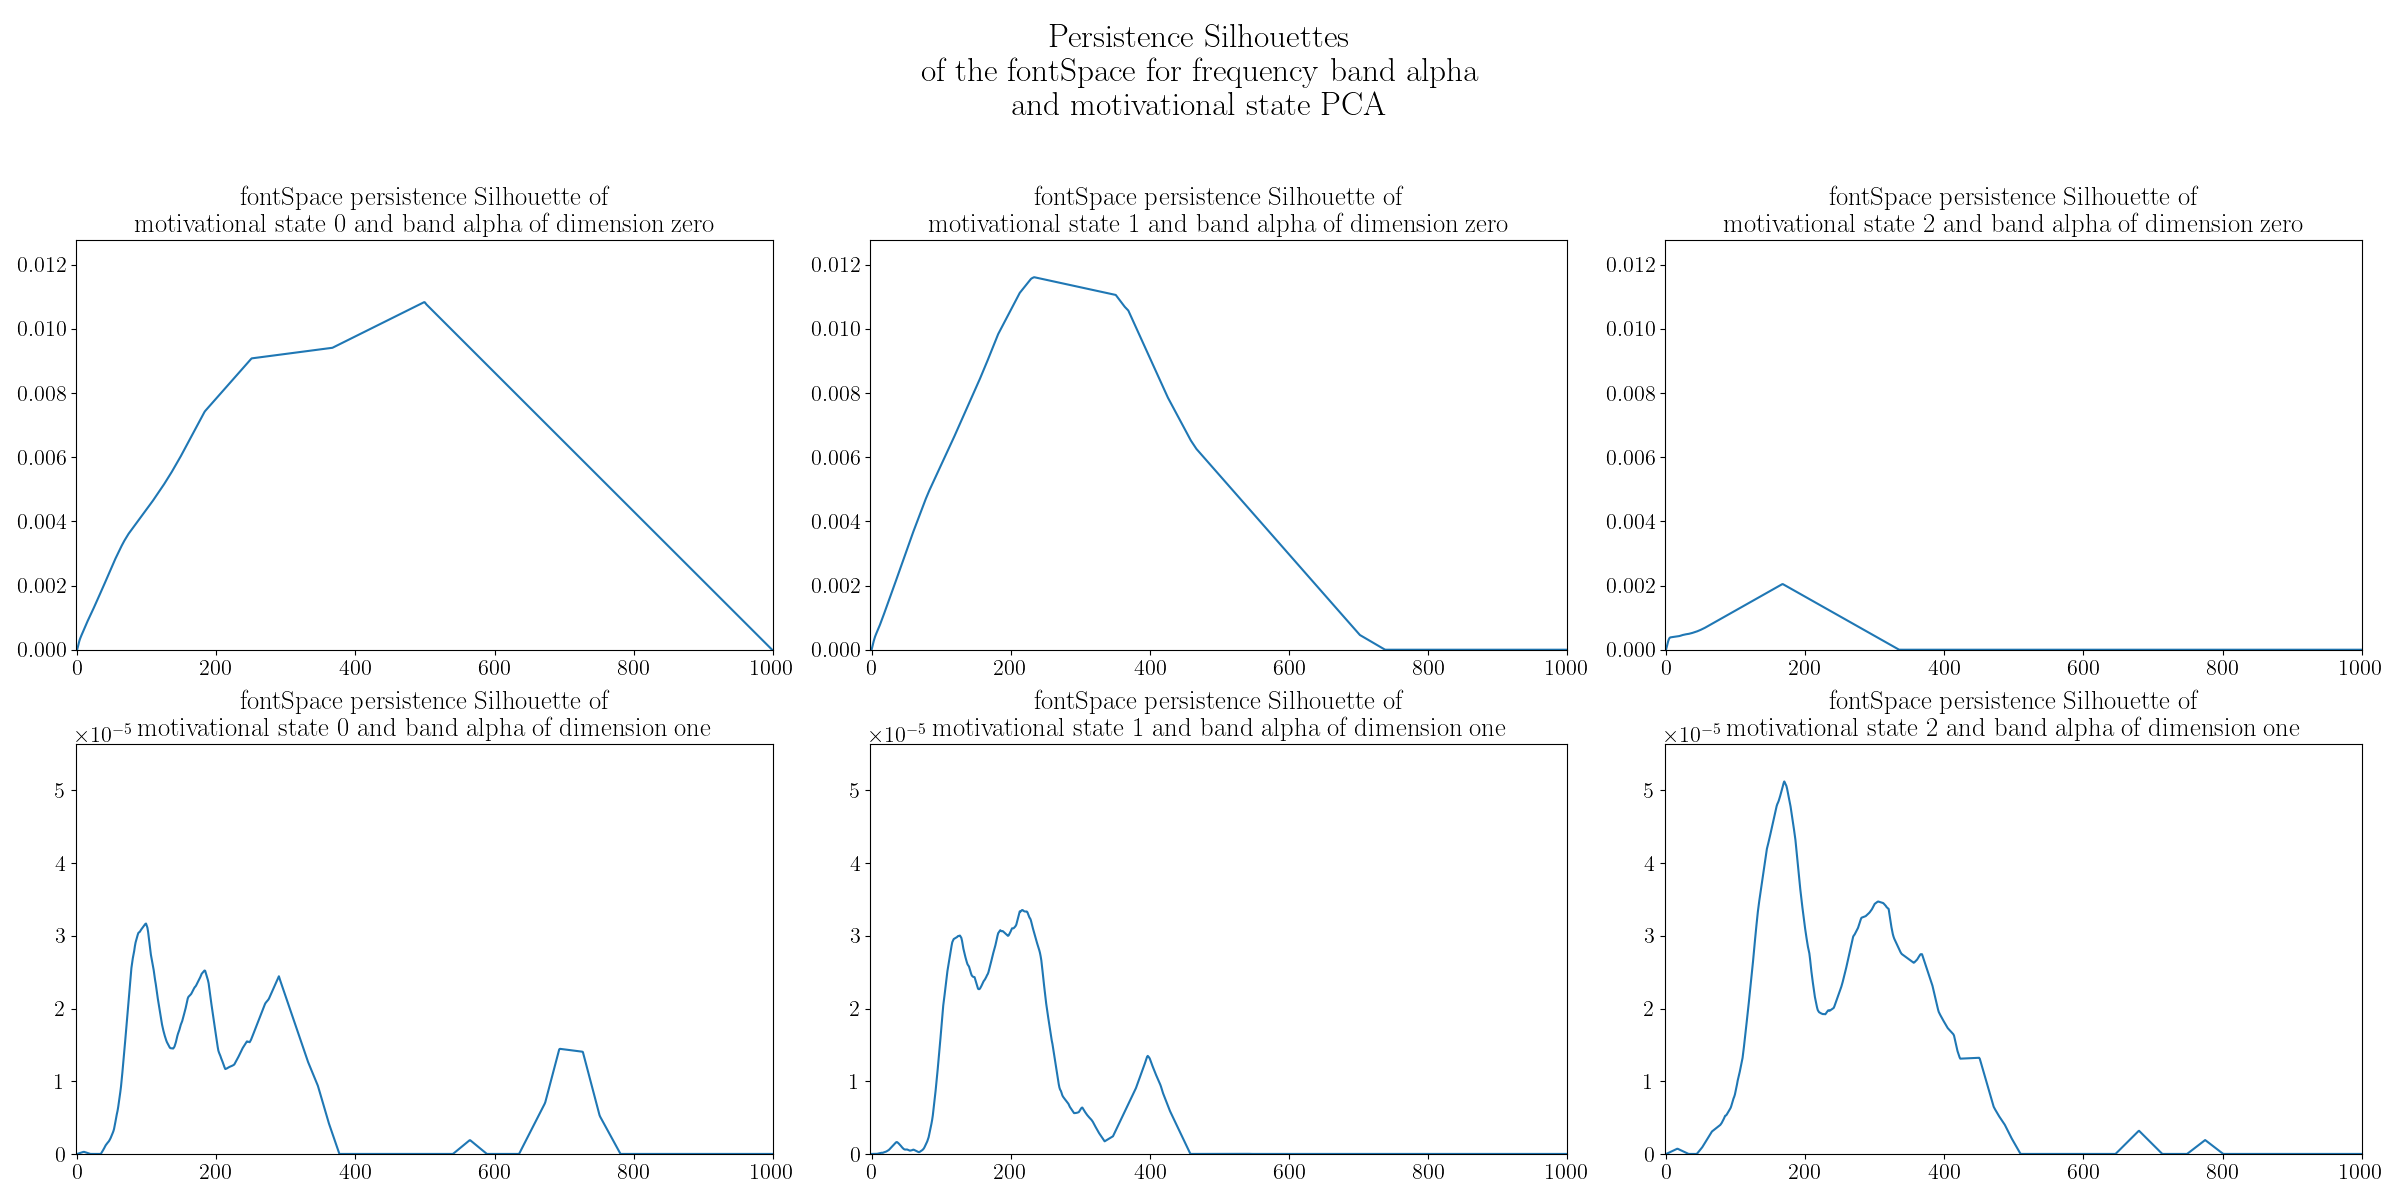 Persistence Silhouettes
of the fontSpace for frequency band alpha
and motivational state PCA
fontSpace persistence Silhouette of
motivational state 0 and band alpha of dimension zero
0.012
0.010
0.008
0.006
0.004
0.002
0.000
0 200 400 600 800 1000
fontSpace persistence Silhouette of
motivational state 1 and band alpha of dimension zero
0.012
0.010
0.008
0.006
0.004
0.002
0.000
0 200 400 600 800 1000
fontSpace persistence Silhouette of
motivational state 2 and band alpha of dimension zero
0.012
0.010
0.008
0.006
0.004
0.002
0.000
0 200 400 600 800 1000
fontSpace persistence Silhouette of
motivational state 0 and band alpha of dimension one
×10⁻⁵
5
4
3
2
1
0
0 200 400 600 800 1000
fontSpace persistence Silhouette of
motivational state 1 and band alpha of dimension one
×10⁻⁵
5
4
3
2
1
0
0 200 400 600 800 1000
fontSpace persistence Silhouette of
motivational state 2 and band alpha of dimension one
×10⁻⁵
5
4
3
2
1
0
0 200 400 600 800 1000